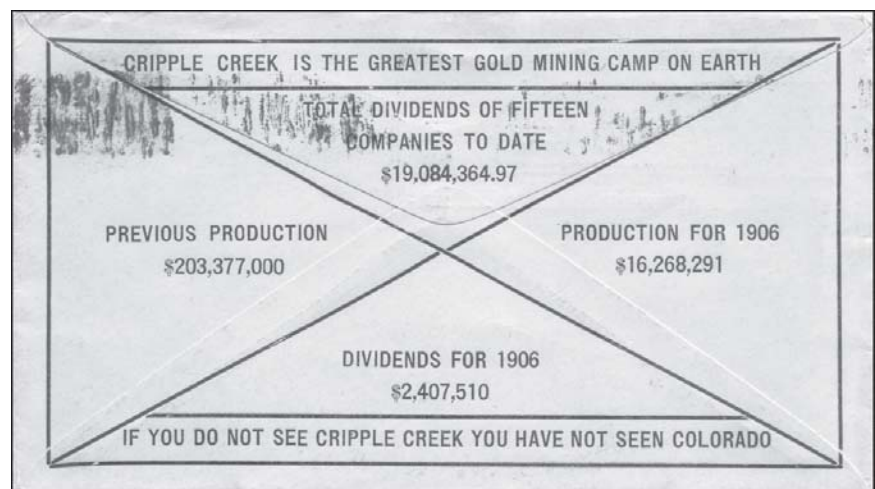 CRIPPLE CREEK IS THE GREATEST GOLD MINING CAMP ON EARTH
TOTAL DIVIDENDS OF FIFTEEN
COMPANIES TO DATE
$19,084,364.97
PREVIOUS PRODUCTION
$203,377,000
PRODUCTION FOR 1906
$16,268,291
DIVIDENDS FOR 1906
$2,407,510
IF YOU DO NOT SEE CRIPPLE CREEK YOU HAVE NOT SEEN COLORADO